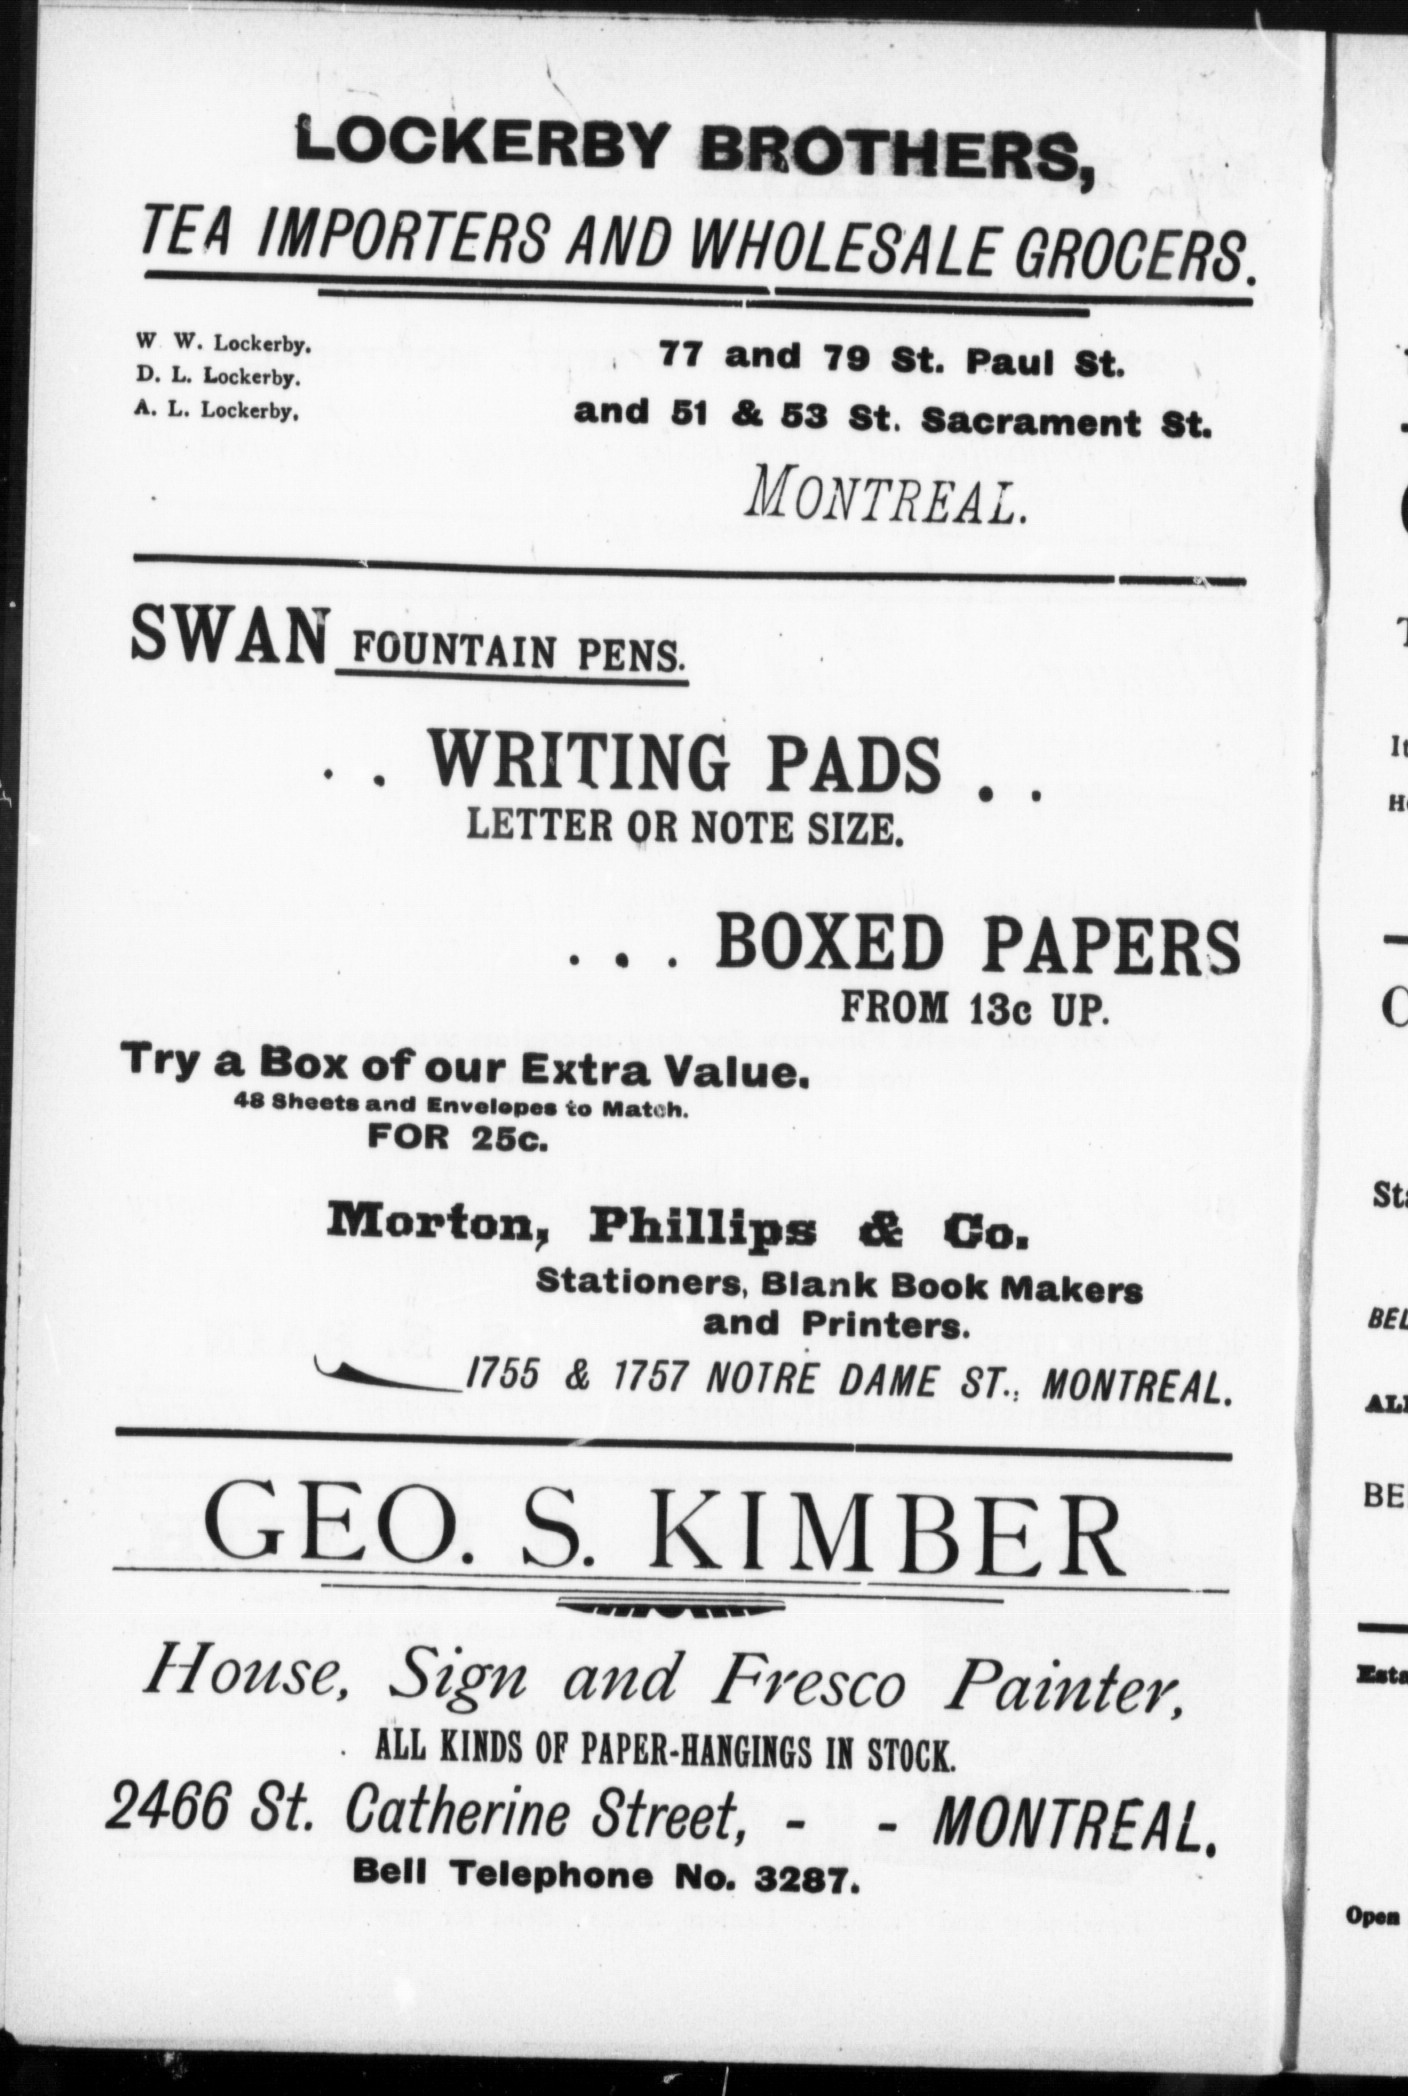 LOCKERBY BROTHERS,
TEA IMPORTERS AND WHOLESALE GROCERS.
W. W. Lockerby.
D. L. Lockerby.
A. L. Lockerby.
77 and 79 St. Paul St.
and 51 & 53 St. Sacrament St.
MONTREAL.
SWAN FOUNTAIN PENS.
. . WRITING PADS . .
LETTER OR NOTE SIZE.
. . . BOXED PAPERS
FROM 13c UP.
Try a Box of our Extra Value.
48 Sheets and Envelopes to Match.
FOR 25c.
Morton, Phillips & Co.
Stationers, Blank Book Makers
and Printers.
1755 & 1757 NOTRE DAME ST., MONTREAL.
GEO. S. KIMBER
House, Sign and Fresco Painter,
ALL KINDS OF PAPER-HANGINGS IN STOCK.
2466 St. Catherine Street, - - MONTREAL.
Bell Telephone No. 3287.
It
BE
Open